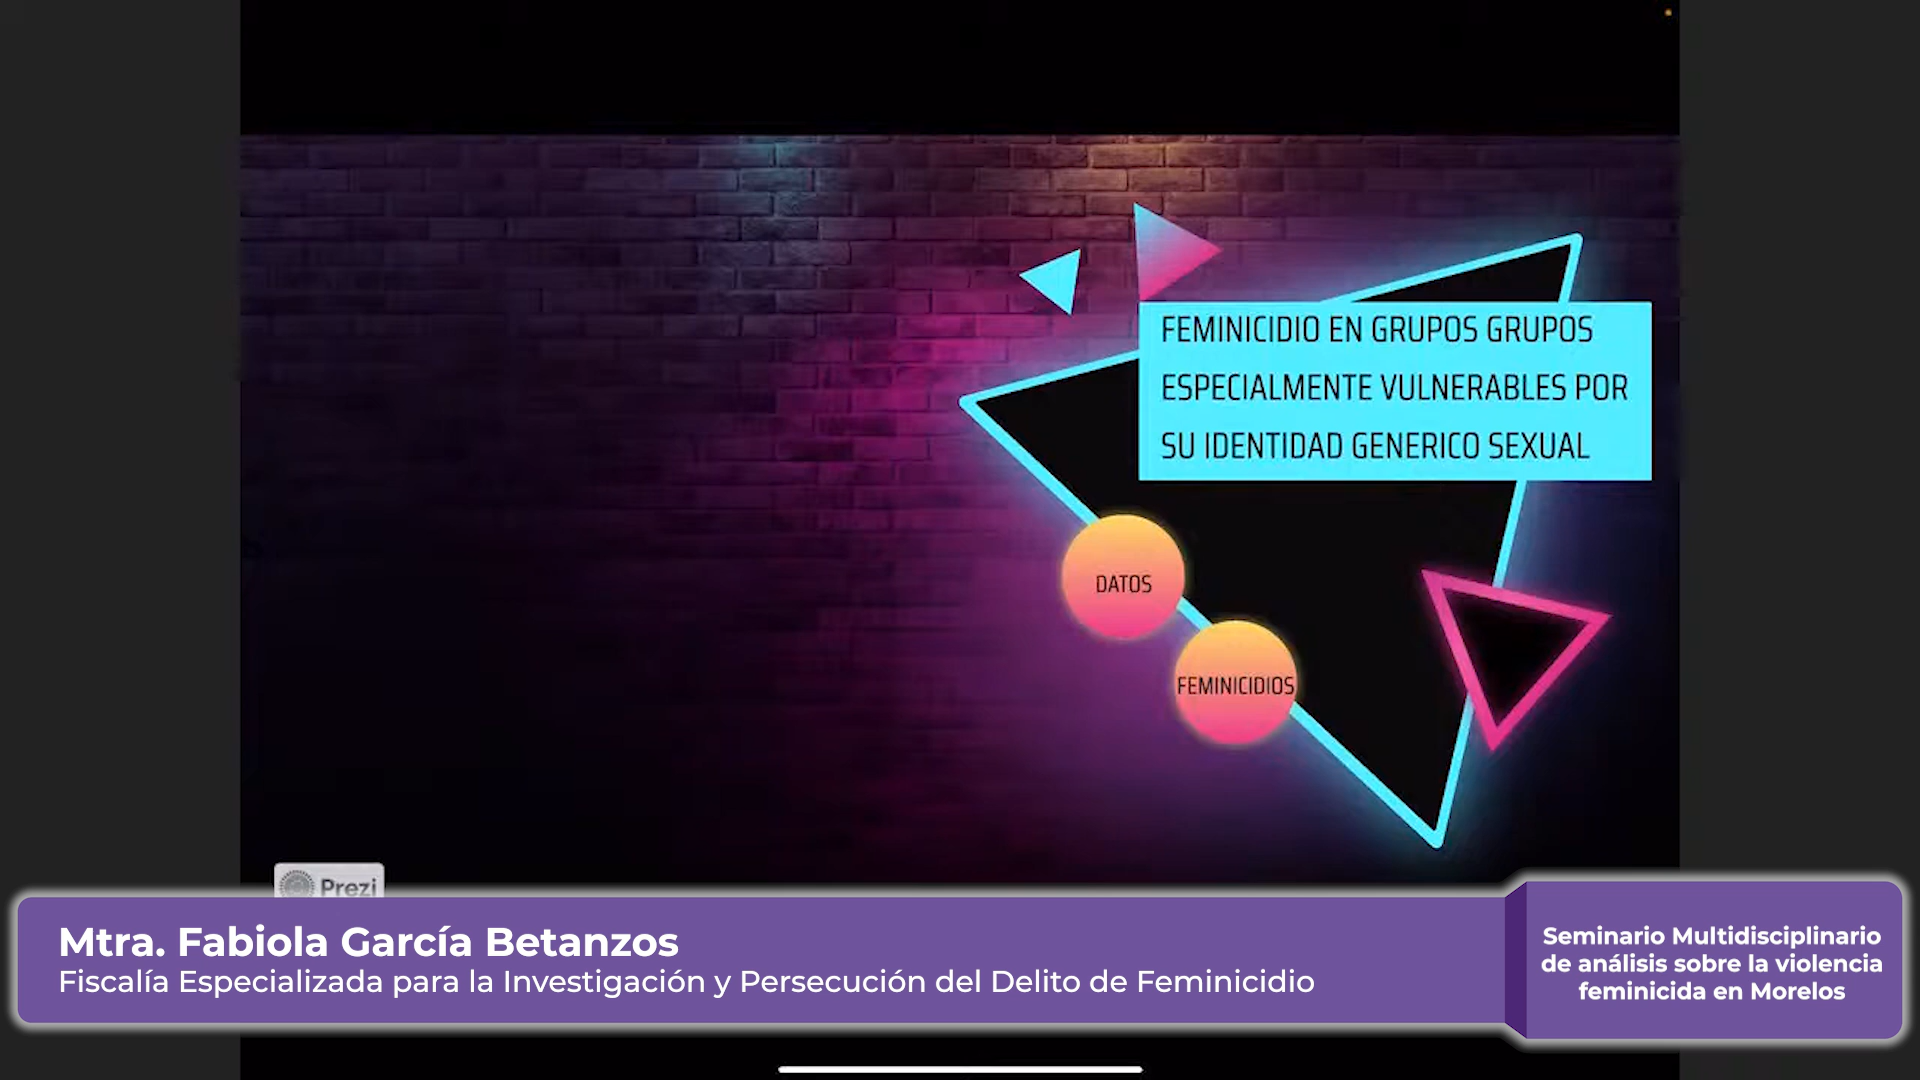 FEMINICIDIO EN GRUPOS GRUPOS
ESPECIALMENTE VULNERABLES POR
SU IDENTIDAD GENERICO SEXUAL
DATOS
FEMINICIDIOS
Prezi
Mtra. Fabiola García Betanzos
Fiscalía Especializada para la Investigación y Persecución del Delito de Feminicidio
Seminario Multidisciplinario
de análisis sobre la violencia
feminicida en Morelos